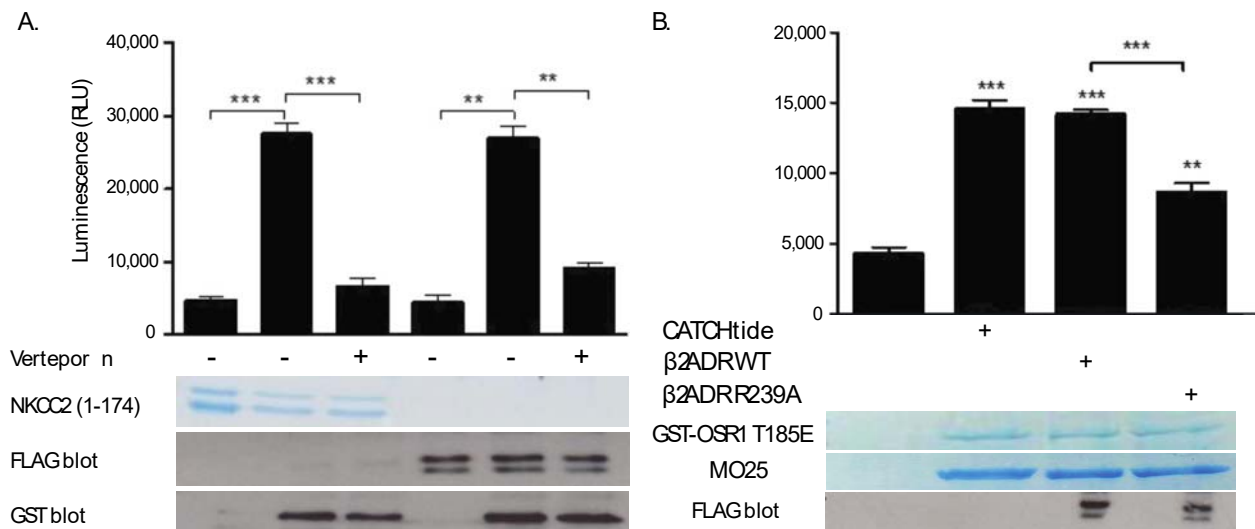 A.
40,000
30,000
20,000
10,000
0
Luminescence (RLU)
*** *** ** **
Vertepor n - - + - - +
NKCC2 (1-174)
FLAG blot
GST blot
B.
20,000
15,000
10,000
5,000
0
***
*** *** **
CATCHtide +
β2ADRWT +
β2ADRR239A +
GST-OSR1 T185E
MO25
FLAG blot